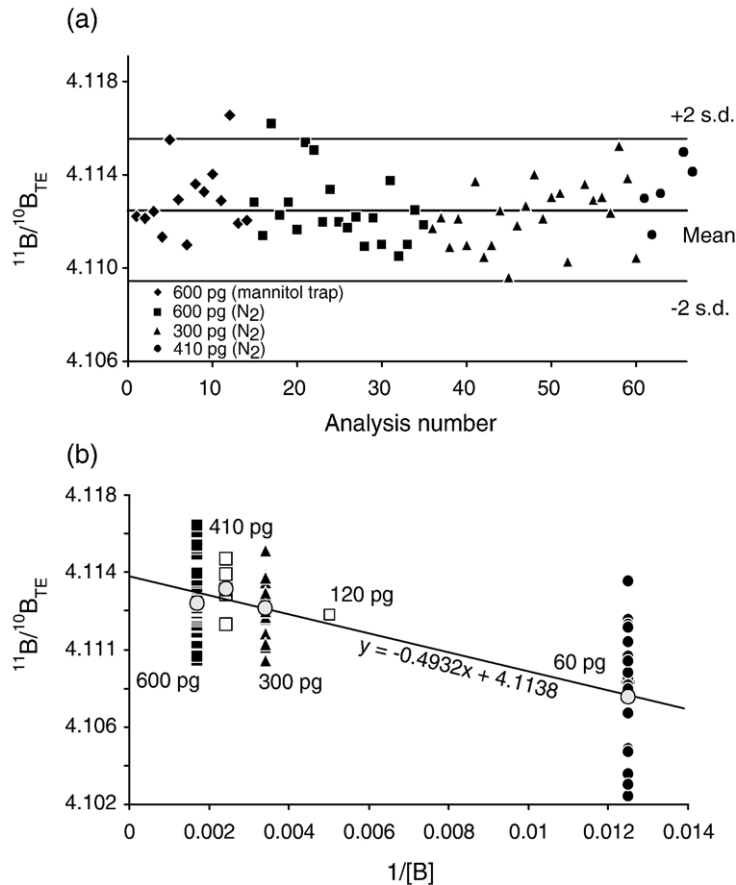 (a)
4.118
4.114
4.110
4.106
¹¹B/¹⁰B_TE
+2 s.d.
Mean
-2 s.d.
600 pg (mannitol trap)
600 pg (N₂)
300 pg (N₂)
410 pg (N₂)
0 10 20 30 40 50 60
Analysis number
(b)
4.118
4.114
4.111
4.106
4.102
¹¹B/¹⁰B_TE
410 pg
120 pg
y = -0.4932x + 4.1138
60 pg
600 pg
300 pg
0 0.002 0.004 0.006 0.008 0.010 0.012 0.014
1/[B]